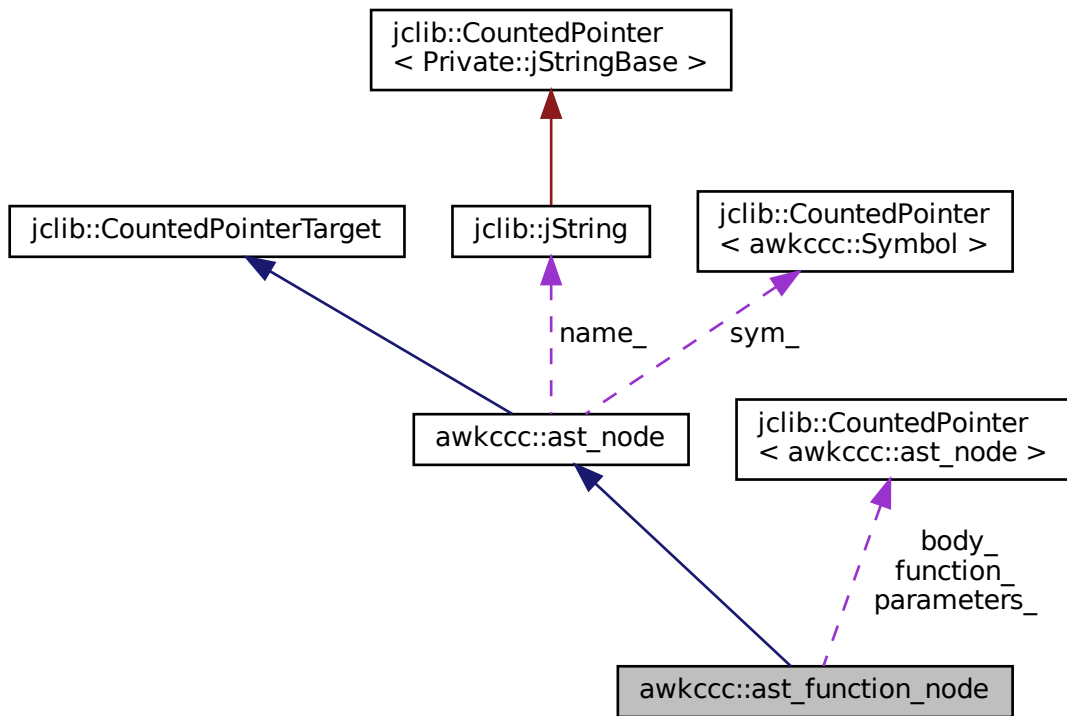 jclib::CountedPointer
< Private::jStringBase >
jclib::CountedPointerTarget
jclib::jString
jclib::CountedPointer
< awkccc::Symbol >
name_
sym_
awkccc::ast_node
jclib::CountedPointer
< awkccc::ast_node >
body_
function_
parameters_
awkccc::ast_function_node